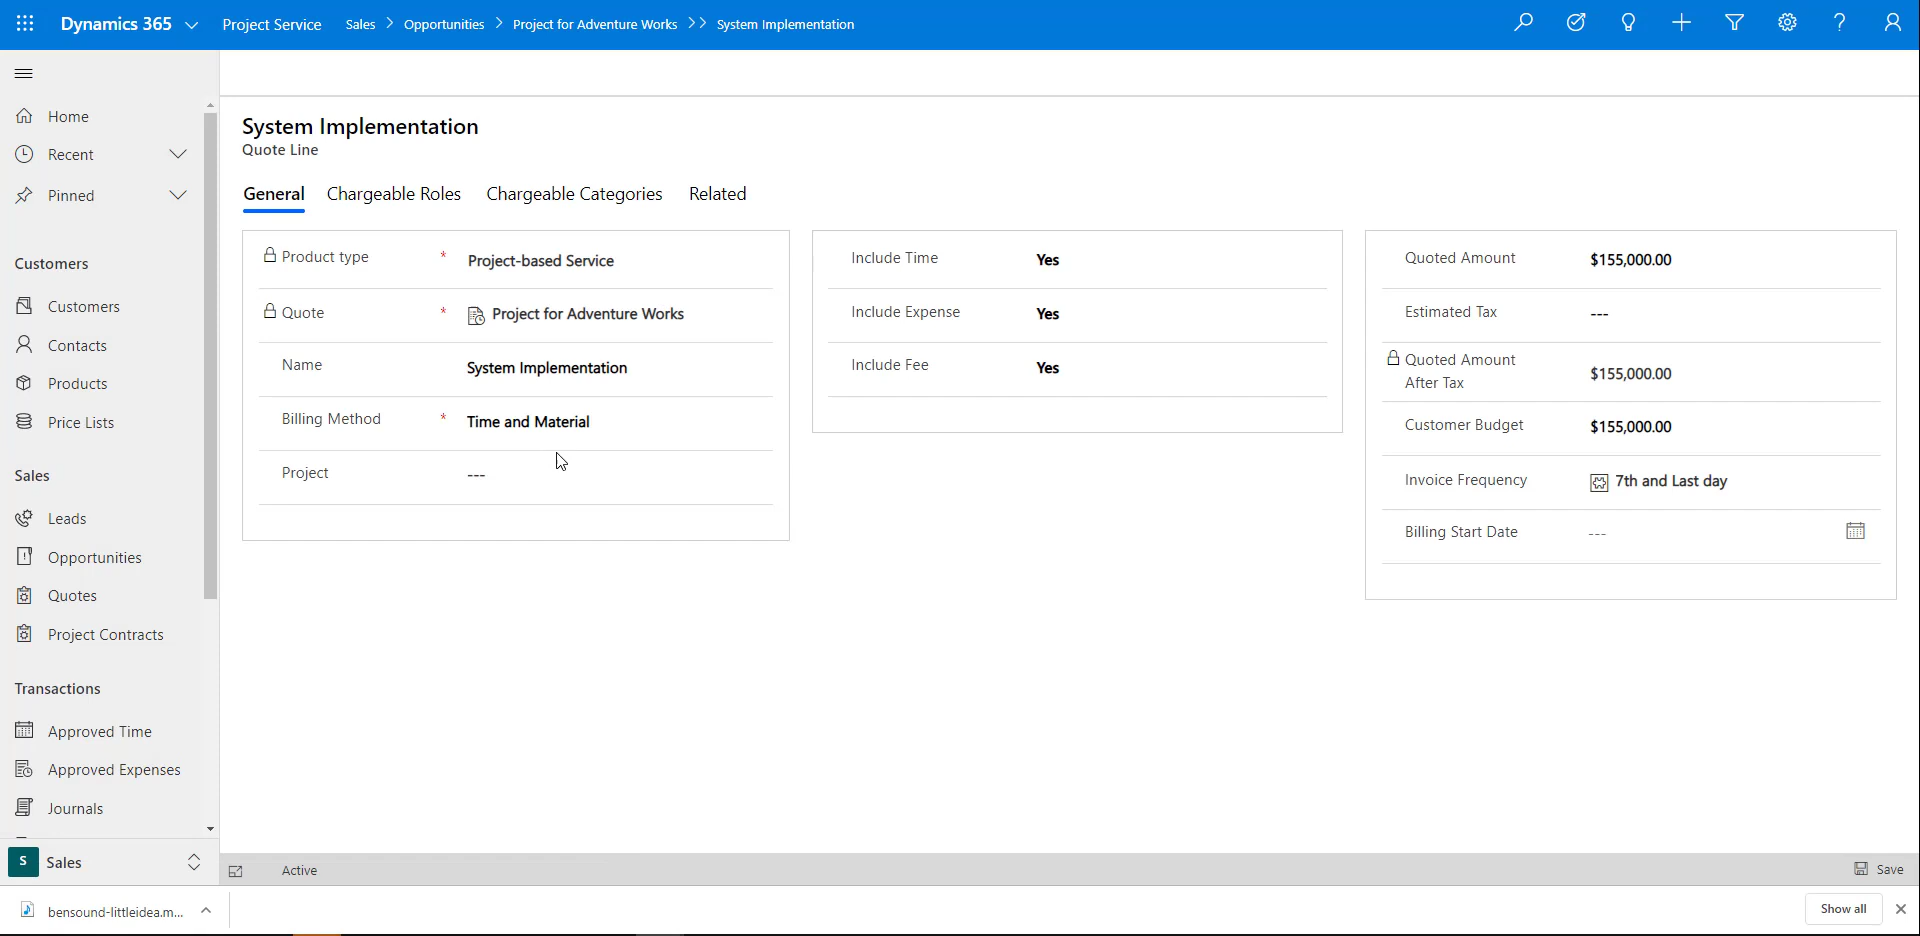 Dynamics 365
Project Service
Sales > Opportunities > Project for Adventure Works >> System Implementation
Home
Recent
Pinned
Customers
Customers
Contacts
Products
Price Lists
Sales
Leads
Opportunities
Quotes
Project Contracts
Transactions
Approved Time
Approved Expenses
Journals
S Sales
System Implementation
Quote Line
General Chargeable Roles Chargeable Categories Related
Product type * Project-based Service
Quote * Project for Adventure Works
Name System Implementation
Billing Method * Time and Material
Project ---
Include Time Yes
Include Expense Yes
Include Fee Yes
Quoted Amount $155,000.00
Estimated Tax ---
Quoted Amount
After Tax $155,000.00
Customer Budget $155,000.00
Invoice Frequency 7th and Last day
Billing Start Date ---
Active
Save
bensound-littleidea.m...
Show all